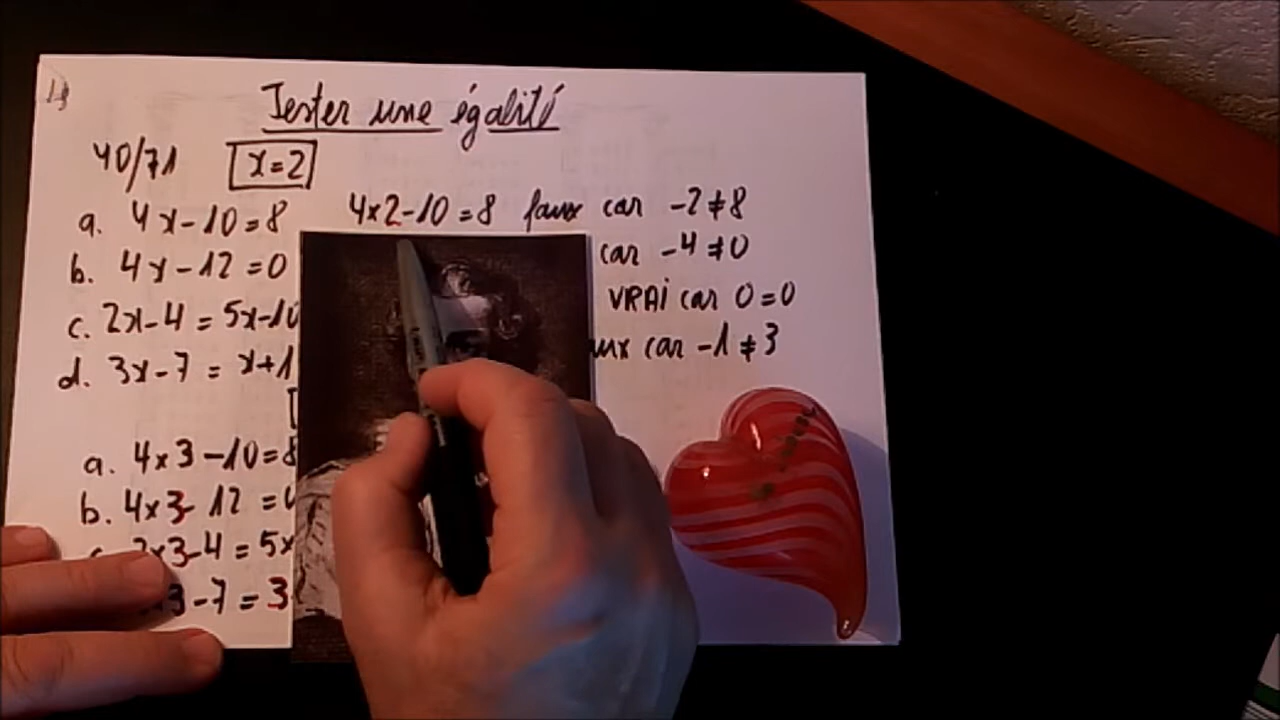 Tester une égalité
40/71 x=2
a. 4x-10=8 4×2-10=8 faux car -2≠8
b. 4x-12=0 car -4≠0
c. 2x-4=5x-10 VRAI car 0=0
d. 3x-7=x+1 car -1≠3
a. 4×3-10=8
b. 4×3-12=0
×3-4=5×
3-7=3